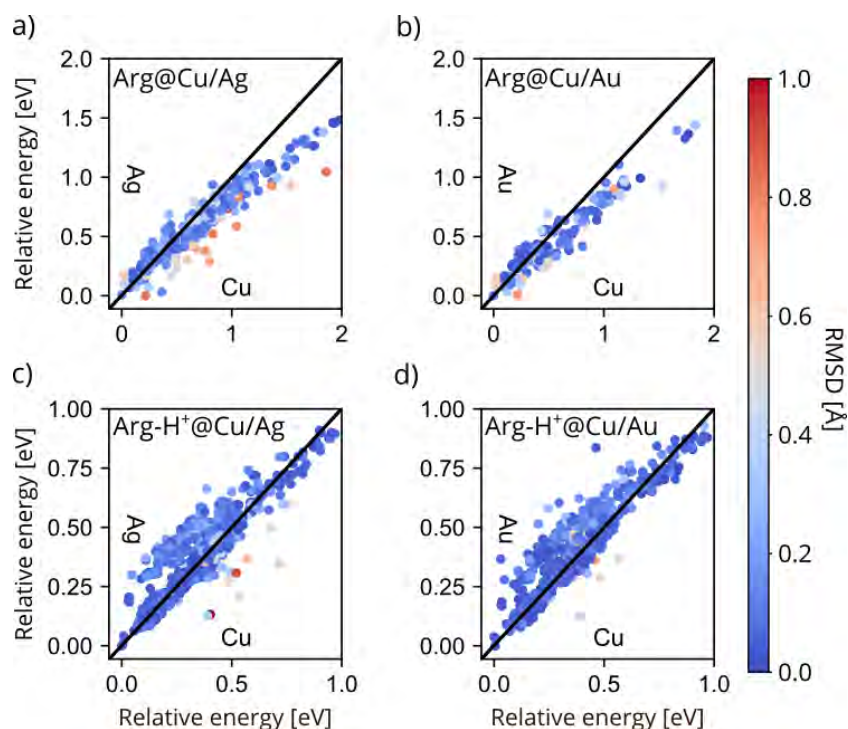 a)
Arg@Cu/Ag
Relative energy [eV]
2.0
1.5
1.0
0.5
0.0
Ag
Cu
0
1
2
b)
Arg@Cu/Au
2.0
1.5
1.0
0.5
0.0
Au
Cu
0
1
2
c)
Arg-H⁺@Cu/Ag
Relative energy [eV]
1.00
0.75
0.50
0.25
0.00
Ag
Cu
0.0
0.5
1.0
Relative energy [eV]
d)
Arg-H⁺@Cu/Au
1.00
0.75
0.50
0.25
0.00
Au
Cu
0.0
0.5
1.0
Relative energy [eV]
1.0
0.8
0.6
0.4
0.2
0.0
RMSD [Å]